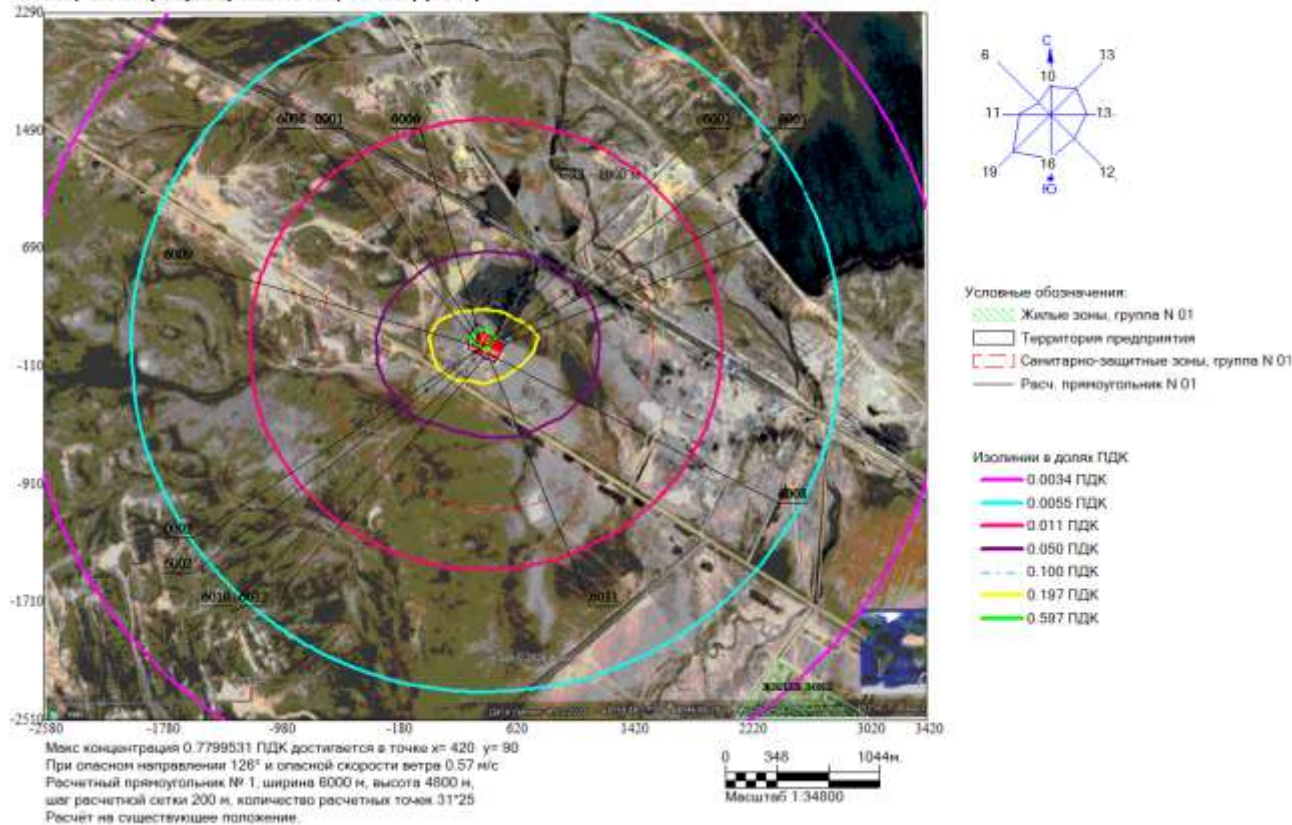 2290
1490
690
-110
-910
-1710
-2510
-2580 -1780 -980 -180 620 1420 2220 3020 3420
0001
6009
6011
жилая зона
С
6 13
10
11 13
19 12
16
Ю
Условные обозначения:
Жилые зоны, группа N 01
Территория предприятия
Санитарно-защитные зоны, группа N 01
Расч. прямоугольник N 01
Изолинии в долях ПДК
0.0034 ПДК
0.0055 ПДК
0.011 ПДК
0.050 ПДК
0.100 ПДК
0.197 ПДК
0.597 ПДК
Макс концентрация 0.7799531 ПДК достигается в точке x= 420 y= 90
При опасном направлении 126° и опасной скорости ветра 0.57 м/с
Расчетный прямоугольник № 1, ширина 6000 м, высота 4800 м,
шаг расчетной сетки 200 м, количество расчетных точек 31*25
Расчёт на существующее положение.
0 348 1044м.
Масштаб 1:34800